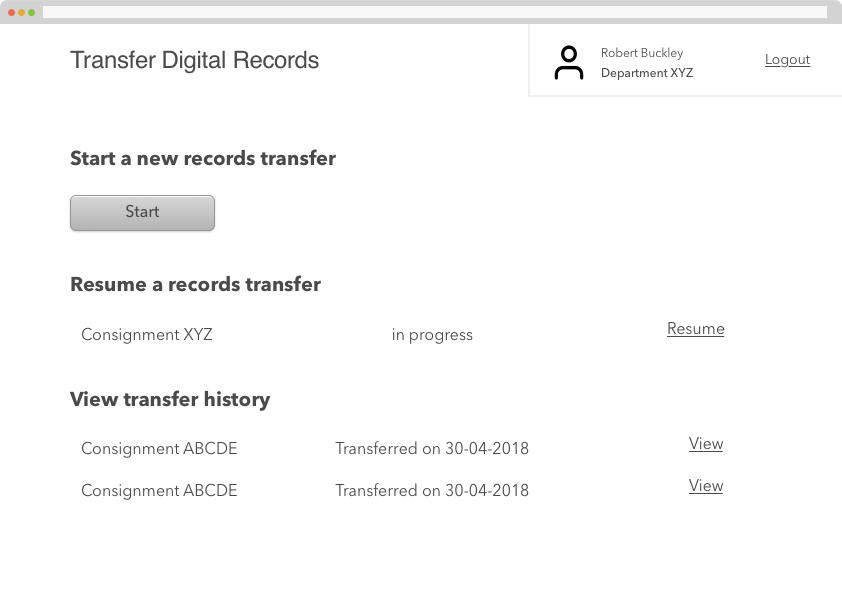 Transfer Digital Records
Robert Buckley
Department XYZ
Logout
Start a new records transfer
Start
Resume a records transfer
Consignment XYZ in progress Resume
View transfer history
Consignment ABCDE Transferred on 30-04-2018 View
Consignment ABCDE Transferred on 30-04-2018 View